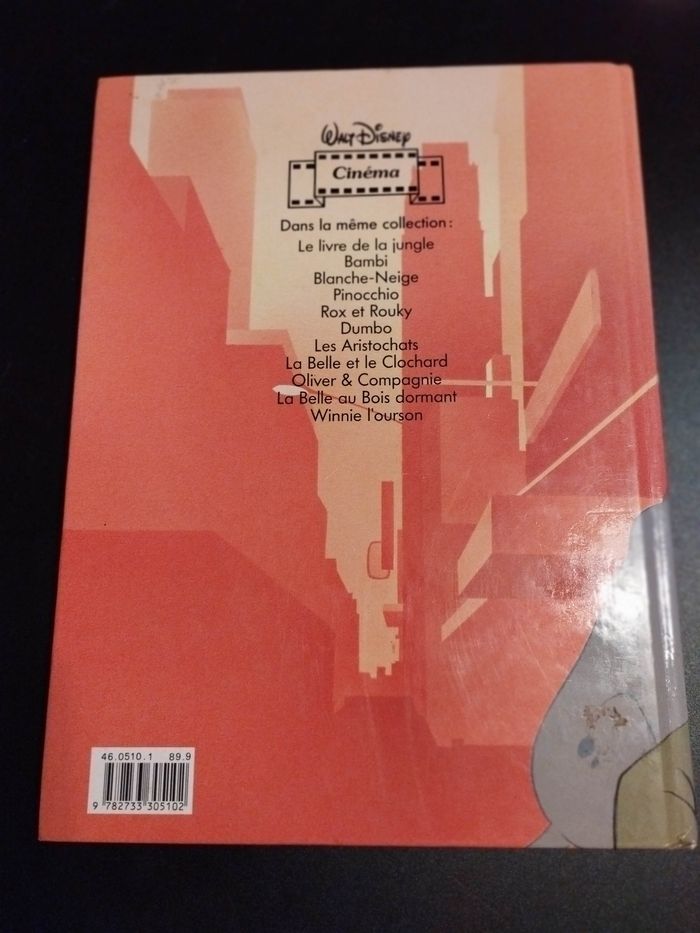 WALT DISNEY
Cinéma
Dans la même collection :
Le livre de la jungle
Bambi
Blanche-Neige
Pinocchio
Rox et Rouky
Dumbo
Les Aristochats
La Belle et le Clochard
Oliver & Compagnie
La Belle au Bois dormant
Winnie l'ourson
46.0510.1 89.9
9 782733 305102